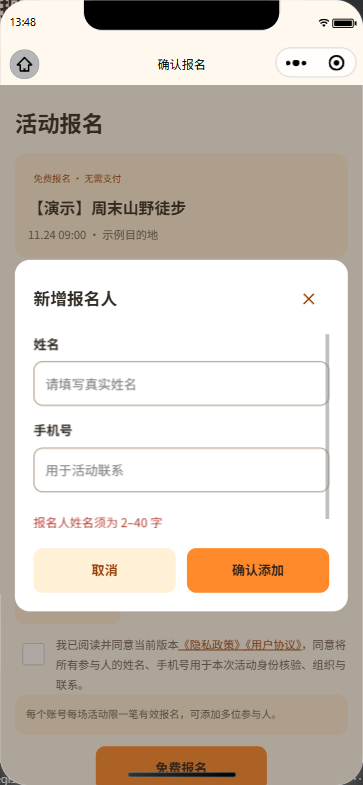 13:48
确认报名
活动报名
免费报名 · 无需支付
【演示】周末山野徒步
11.24 09:00 · 示例目的地
新增报名人
姓名
请填写真实姓名
手机号
用于活动联系
报名人姓名须为 2–40 字
取消
确认添加
我已阅读并同意当前版本《隐私政策》《用户协议》，同意将
所有参与人的姓名、手机号用于本次活动身份核验、组织与
联系。
每个账号每场活动限一笔有效报名，可添加多位参与人。
免费报名